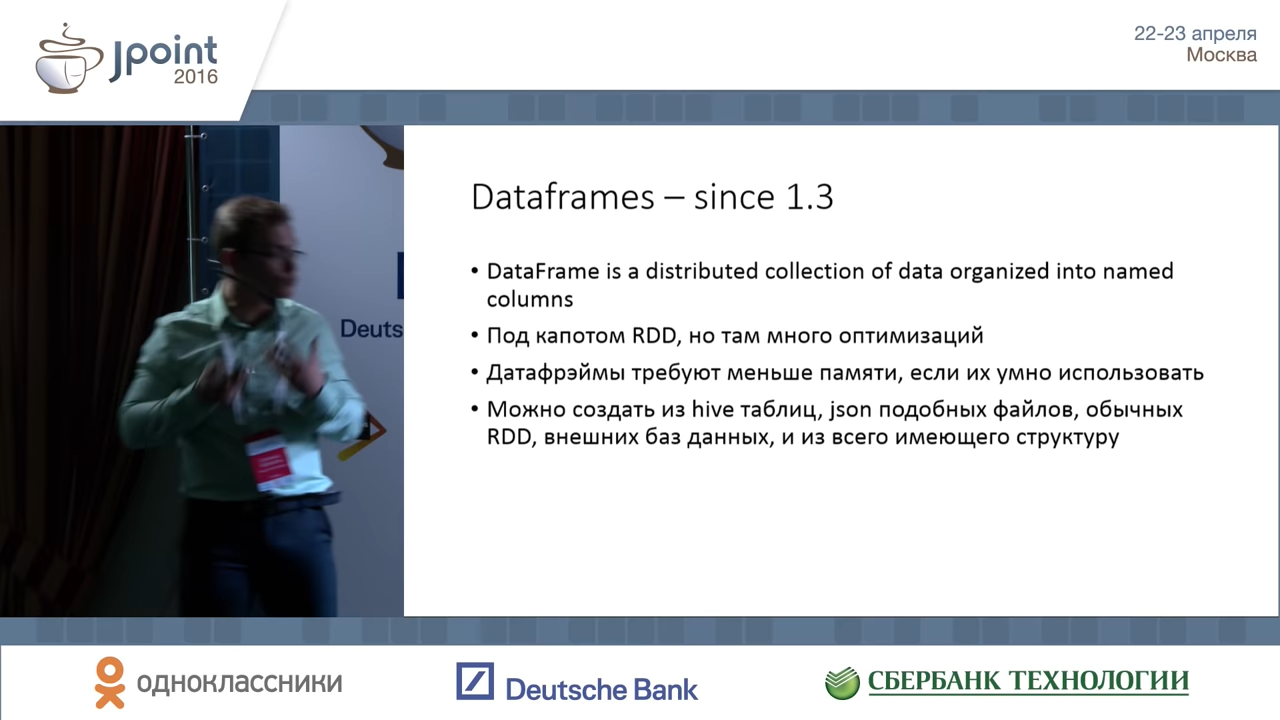 Jpoint
2016
22-23 апреля
Москва
Dataframes – since 1.3
• DataFrame is a distributed collection of data organized into named
columns
• Под капотом RDD, но там много оптимизаций
• Датафрэймы требуют меньше памяти, если их умно использовать
• Можно создать из hive таблиц, json подобных файлов, обычных
RDD, внешних баз данных, и из всего имеющего структуру
Deuts
одноклассники
Deutsche Bank
СБЕРБАНК ТЕХНОЛОГИИ